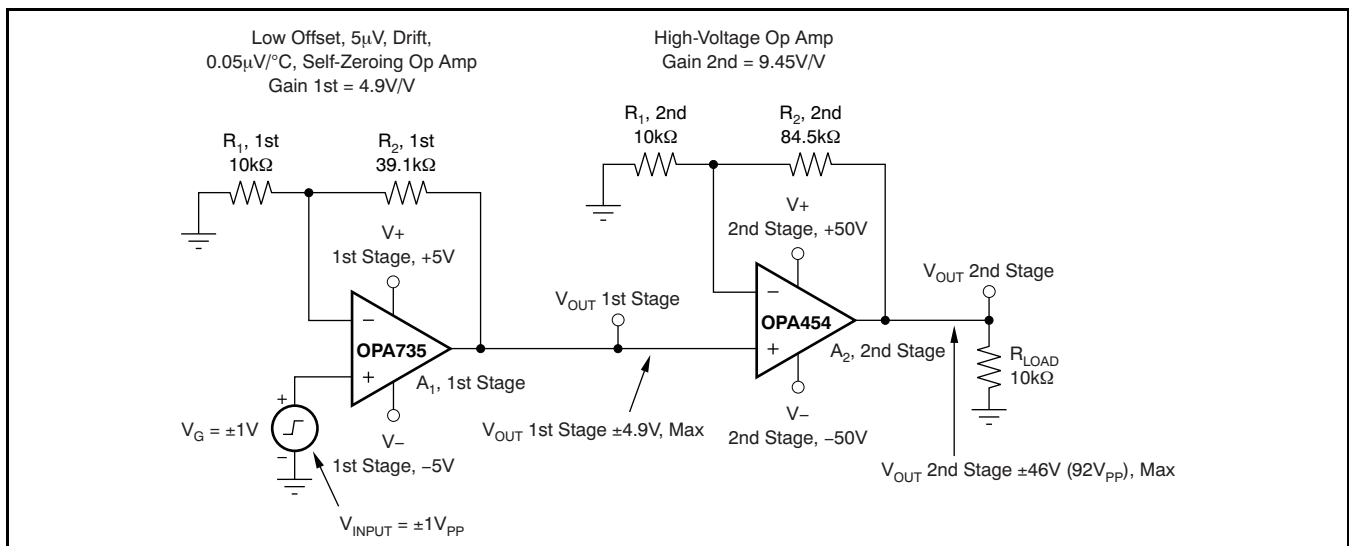 Low Offset, 5μV, Drift,
0.05μV/°C, Self-Zeroing Op Amp
Gain 1st = 4.9V/V
High-Voltage Op Amp
Gain 2nd = 9.45V/V
R1, 1st
10kΩ
R2, 1st
39.1kΩ
R1, 2nd
10kΩ
R2, 2nd
84.5kΩ
V+
1st Stage, +5V
V+
2nd Stage, +50V
VOUT 1st Stage
VOUT 2nd Stage
−
OPA735
+
A1, 1st Stage
−
OPA454
+
A2, 2nd Stage
RLOAD
10kΩ
+
VG = ±1V
−
V−
1st Stage, −5V
VOUT 1st Stage ±4.9V, Max
V−
2nd Stage, −50V
VOUT 2nd Stage ±46V (92VPP), Max
VINPUT = ±1VPP